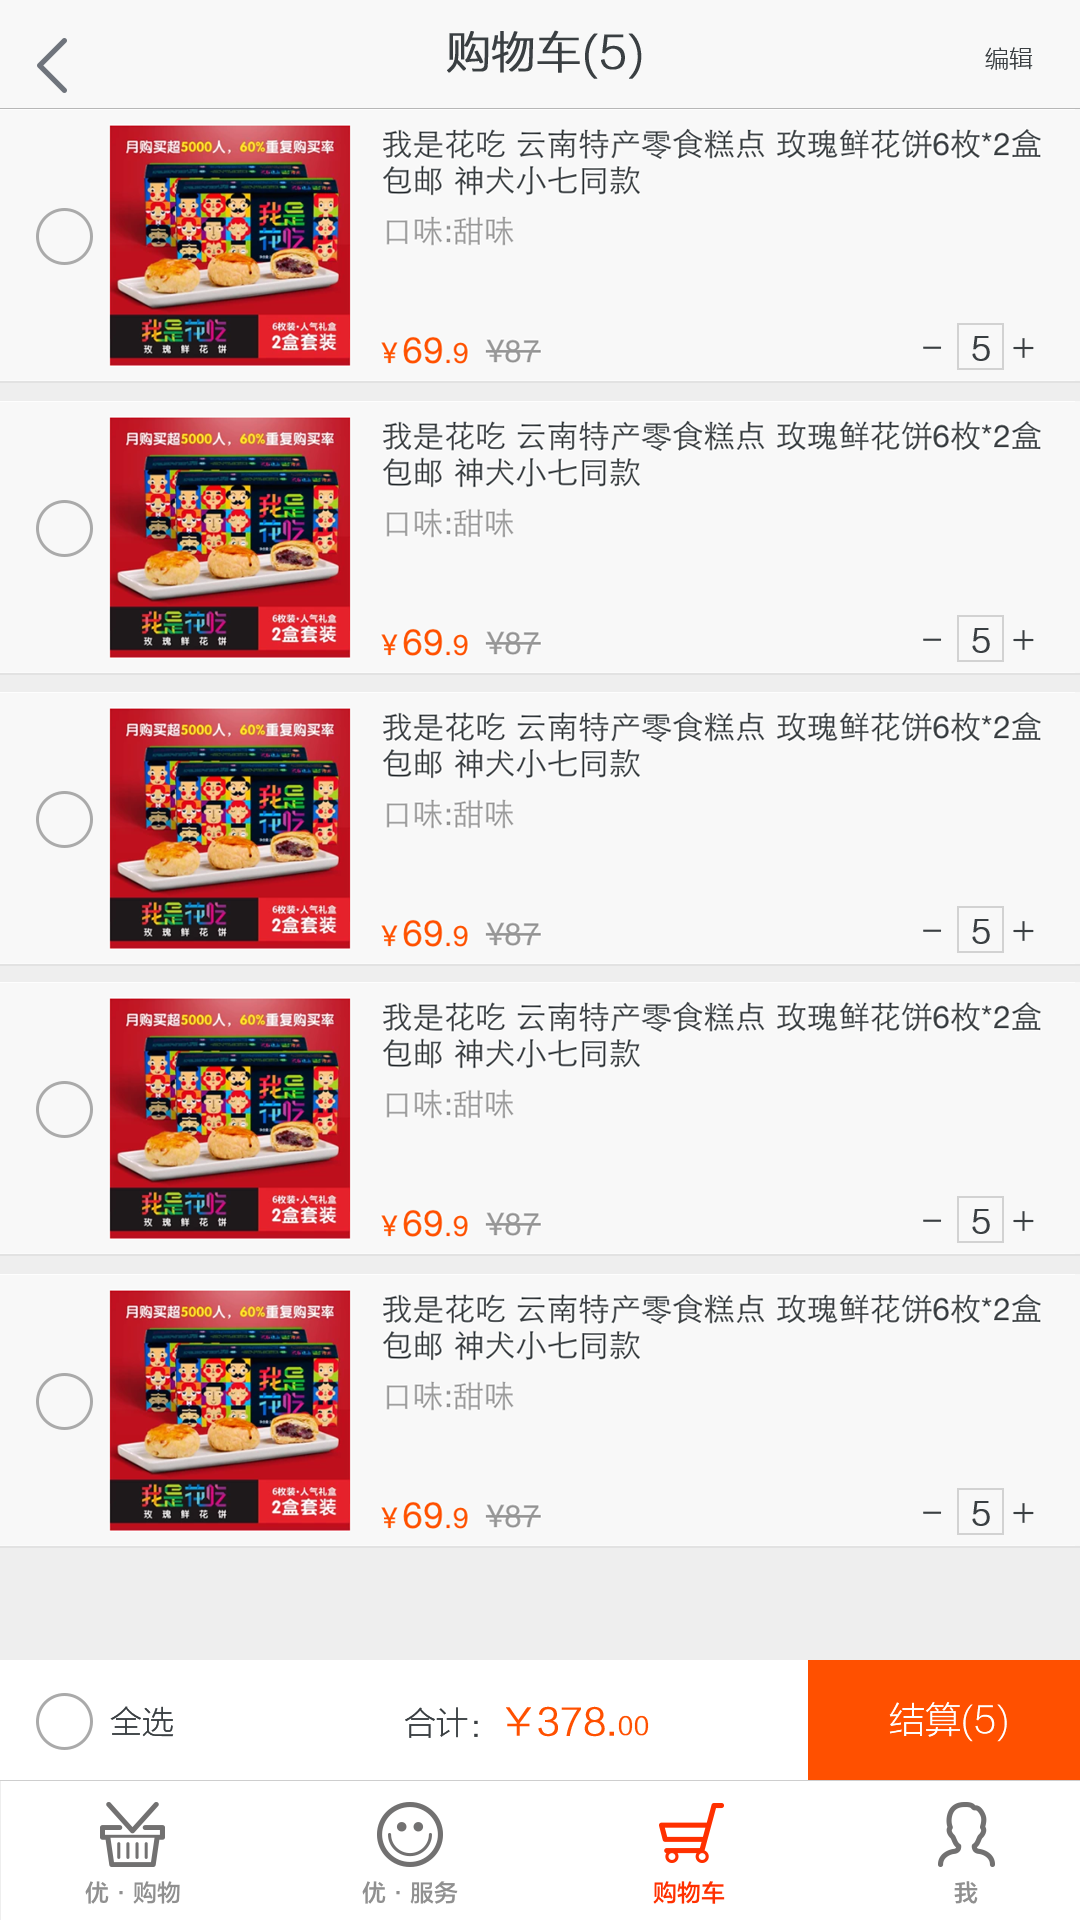 购物车(5)
编辑
月购买超5000人，60%重复购买率
我是
花吃
我是花吃
玫瑰鲜花饼
6枚装·人气礼盒
2盒套装
我是花吃 云南特产零食糕点 玫瑰鲜花饼6枚*2盒
包邮 神犬小七同款
口味:甜味
¥69.9 ¥87
− 5 +
月购买超5000人，60%重复购买率
我是
花吃
我是花吃
玫瑰鲜花饼
6枚装·人气礼盒
2盒套装
我是花吃 云南特产零食糕点 玫瑰鲜花饼6枚*2盒
包邮 神犬小七同款
口味:甜味
¥69.9 ¥87
− 5 +
月购买超5000人，60%重复购买率
我是
花吃
我是花吃
玫瑰鲜花饼
6枚装·人气礼盒
2盒套装
我是花吃 云南特产零食糕点 玫瑰鲜花饼6枚*2盒
包邮 神犬小七同款
口味:甜味
¥69.9 ¥87
− 5 +
月购买超5000人，60%重复购买率
我是
花吃
我是花吃
玫瑰鲜花饼
6枚装·人气礼盒
2盒套装
我是花吃 云南特产零食糕点 玫瑰鲜花饼6枚*2盒
包邮 神犬小七同款
口味:甜味
¥69.9 ¥87
− 5 +
月购买超5000人，60%重复购买率
我是
花吃
我是花吃
玫瑰鲜花饼
6枚装·人气礼盒
2盒套装
我是花吃 云南特产零食糕点 玫瑰鲜花饼6枚*2盒
包邮 神犬小七同款
口味:甜味
¥69.9 ¥87
− 5 +
全选
合计：¥378.00
结算(5)
优·购物
优·服务
购物车
我